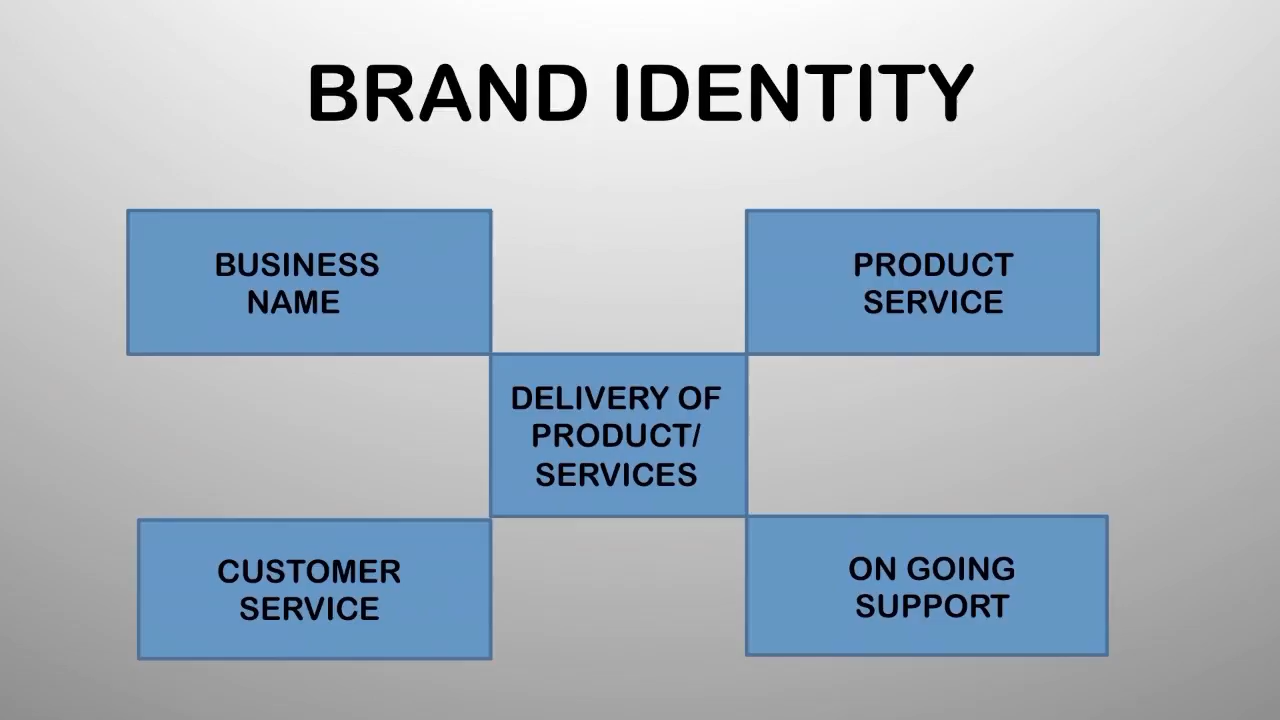 BRAND IDENTITY
BUSINESS
NAME
PRODUCT
SERVICE
DELIVERY OF
PRODUCT/
SERVICES
CUSTOMER
SERVICE
ON GOING
SUPPORT